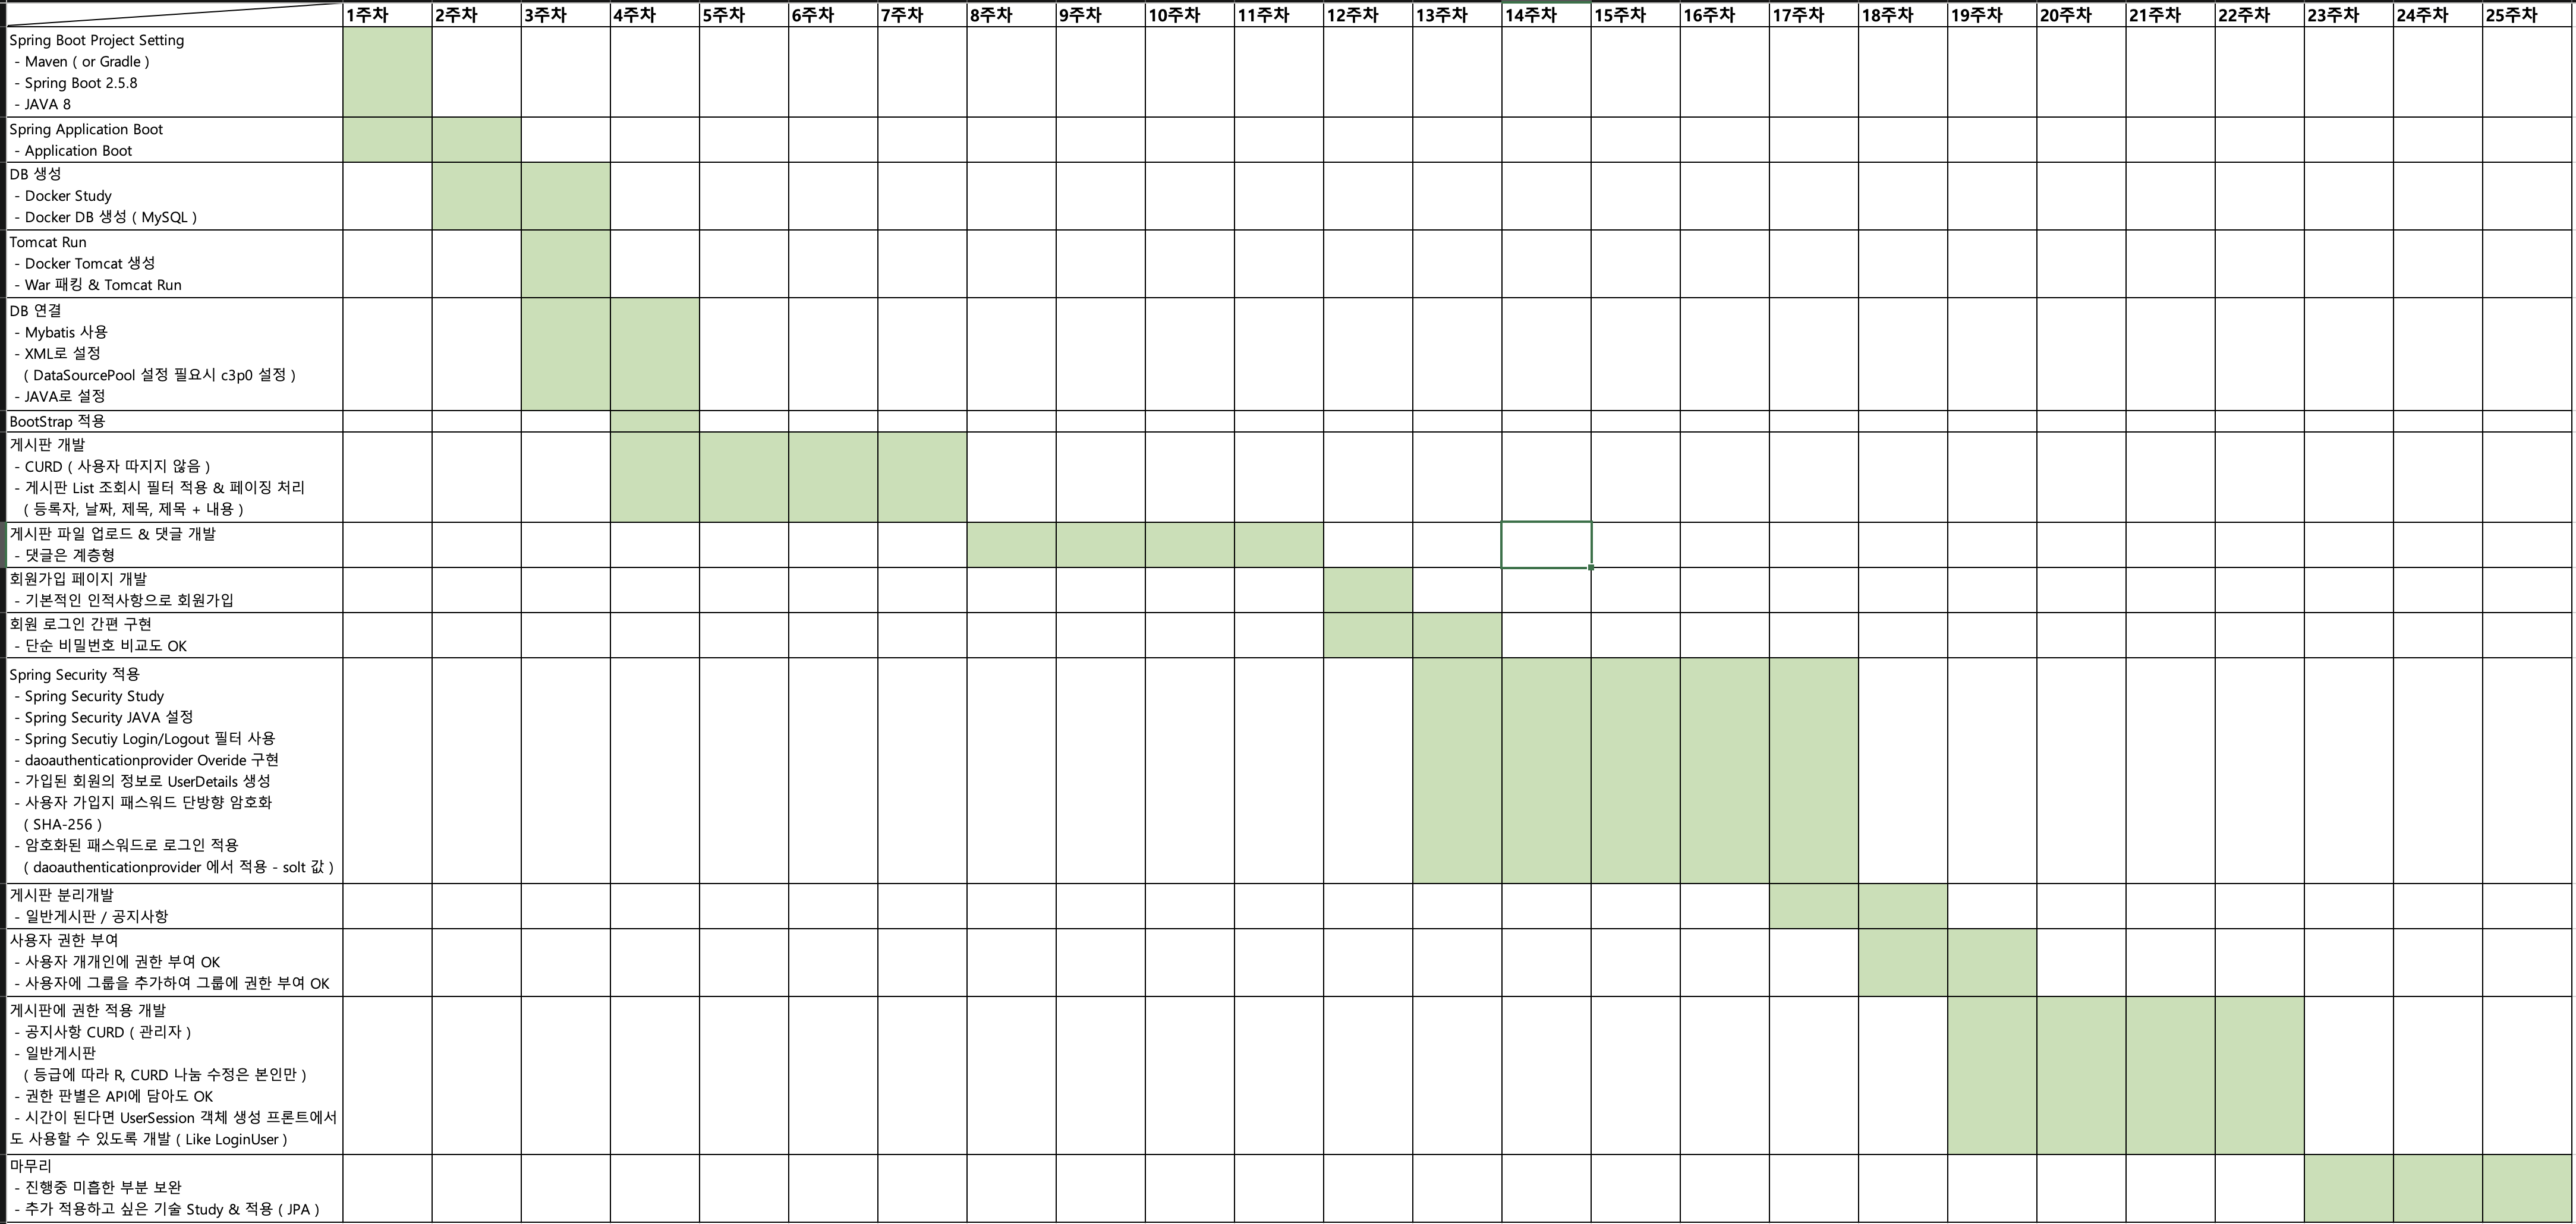 1주차 2주차 3주차 4주차 5주차 6주차 7주차 8주차 9주차 10주차 11주차 12주차 13주차 14주차 15주차 16주차 17주차 18주차 19주차 20주차 21주차 22주차 23주차 24주차 25주차
Spring Boot Project Setting
- Maven ( or Gradle )
- Spring Boot 2.5.8
- JAVA 8
Spring Application Boot
- Application Boot
DB 생성
- Docker Study
- Docker DB 생성 ( MySQL )
Tomcat Run
- Docker Tomcat 생성
- War 패킹 & Tomcat Run
DB 연결
- Mybatis 사용
- XML로 설정
( DataSourcePool 설정 필요시 c3p0 설정 )
- JAVA로 설정
BootStrap 적용
게시판 개발
- CURD ( 사용자 따지지 않음 )
- 게시판 List 조회시 필터 적용 & 페이징 처리
( 등록자, 날짜, 제목, 제목 + 내용 )
게시판 파일 업로드 & 댓글 개발
- 댓글은 계층형
회원가입 페이지 개발
- 기본적인 인적사항으로 회원가입
회원 로그인 간편 구현
- 단순 비밀번호 비교도 OK
Spring Security 적용
- Spring Security Study
- Spring Security JAVA 설정
- Spring Secutiy Login/Logout 필터 사용
- daoauthenticationprovider Overide 구현
- 가입된 회원의 정보로 UserDetails 생성
- 사용자 가입지 패스워드 단방향 암호화
( SHA-256 )
- 암호화된 패스워드로 로그인 적용
( daoauthenticationprovider 에서 적용 - solt 값 )
게시판 분리개발
- 일반게시판 / 공지사항
사용자 권한 부여
- 사용자 개개인에 권한 부여 OK
- 사용자에 그룹을 추가하여 그룹에 권한 부여 OK
게시판에 권한 적용 개발
- 공지사항 CURD ( 관리자 )
- 일반게시판
( 등급에 따라 R, CURD 나눔 수정은 본인만 )
- 권한 판별은 API에 담아도 OK
- 시간이 된다면 UserSession 객체 생성 프론트에서
도 사용할 수 있도록 개발 ( Like LoginUser )
마무리
- 진행중 미흡한 부분 보완
- 추가 적용하고 싶은 기술 Study & 적용 ( JPA )